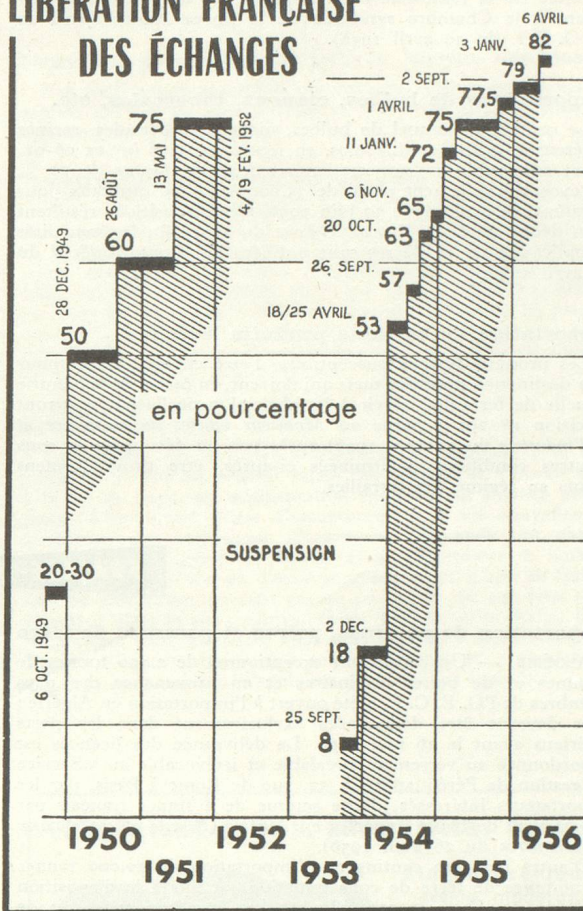 LIBÉRATION FRANÇAISE
DES ÉCHANGES
6 AVRIL
82
3 JANV.
79
2 SEPT.
77,5
1 AVRIL
75
11 JANV.
72
6 NOV.
65
20 OCT.
63
26 SEPT.
57
18/25 AVRIL
53
75
4/19 FEV. 1952
13 MAI
26 AOÛT
60
28 DEC. 1949
50
en pourcentage
SUSPENSION
20-30
OCT. 1949
2 DEC.
18
25 SEPT.
8
1950
1951
1952
1953
1954
1955
1956